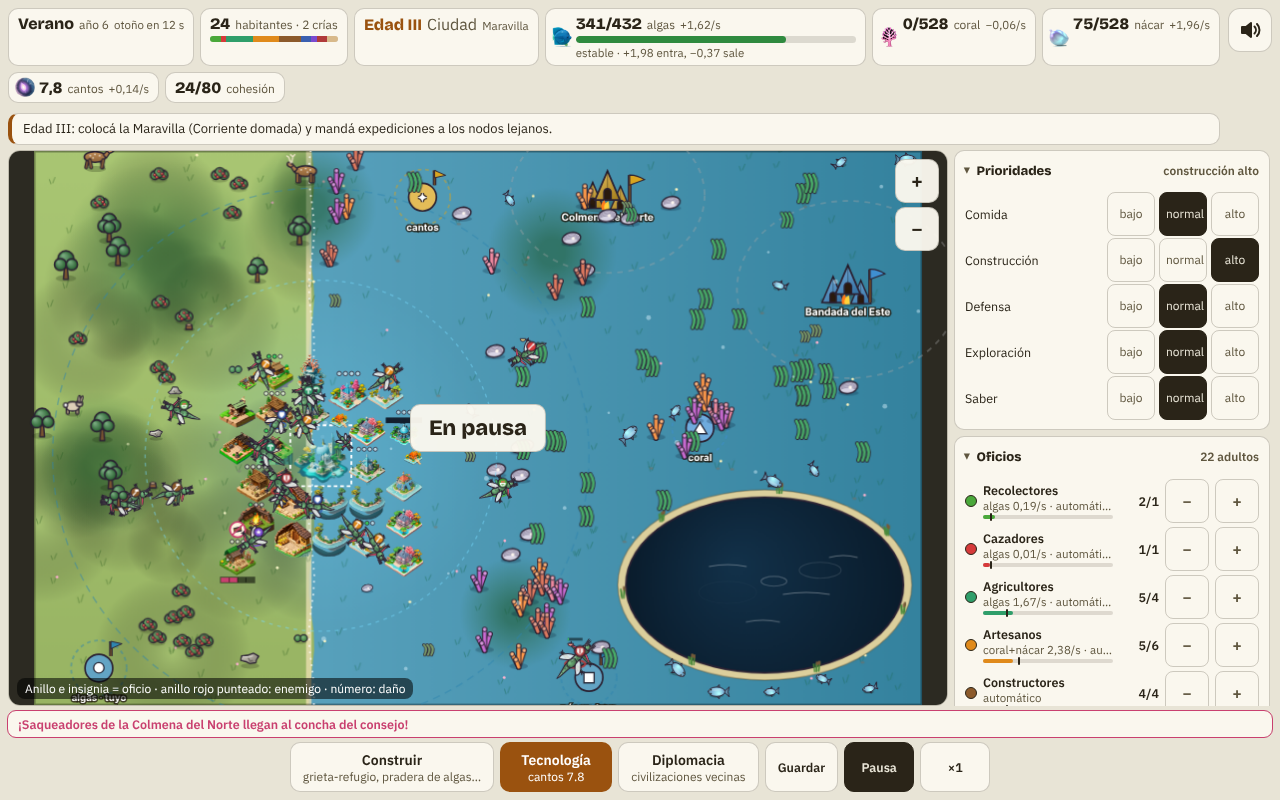 Verano año 6 otoño en 12 s
24 habitantes · 2 crías
Edad III Ciudad Maravilla
341/432 algas +1,62/s
estable · +1,98 entra, −0,37 sale
0/528 coral −0,06/s
75/528 nácar +1,96/s
7,8 cantos +0,14/s
24/80 cohesión
Edad III: colocá la Maravilla (Corriente domada) y mandá expediciones a los nodos lejanos.
cantos
Bandada del Este
En pausa
coral
Anillo e insignia = oficio · anillo rojo punteado: enemigo · número: daño
+
−
▼ Prioridades construcción alto
Comida bajo normal alto
Construcción bajo normal alto
Defensa bajo normal alto
Exploración bajo normal alto
Saber bajo normal alto
▼ Oficios 22 adultos
Recolectores 2/1 − +
algas 0,19/s · automáti...
Cazadores 1/1 − +
algas 0,01/s · automáti...
Agricultores 5/4 − +
algas 1,67/s · automáti...
Artesanos 5/6 − +
coral+nácar 2,38/s · au...
Constructores 4/4 − +
automático
¡Saqueadores de la Colmena del Norte llegan al concha del consejo!
Construir
grieta-refugio, pradera de algas...
Tecnología
cantos 7.8
Diplomacia
civilizaciones vecinas
Guardar
Pausa
×1